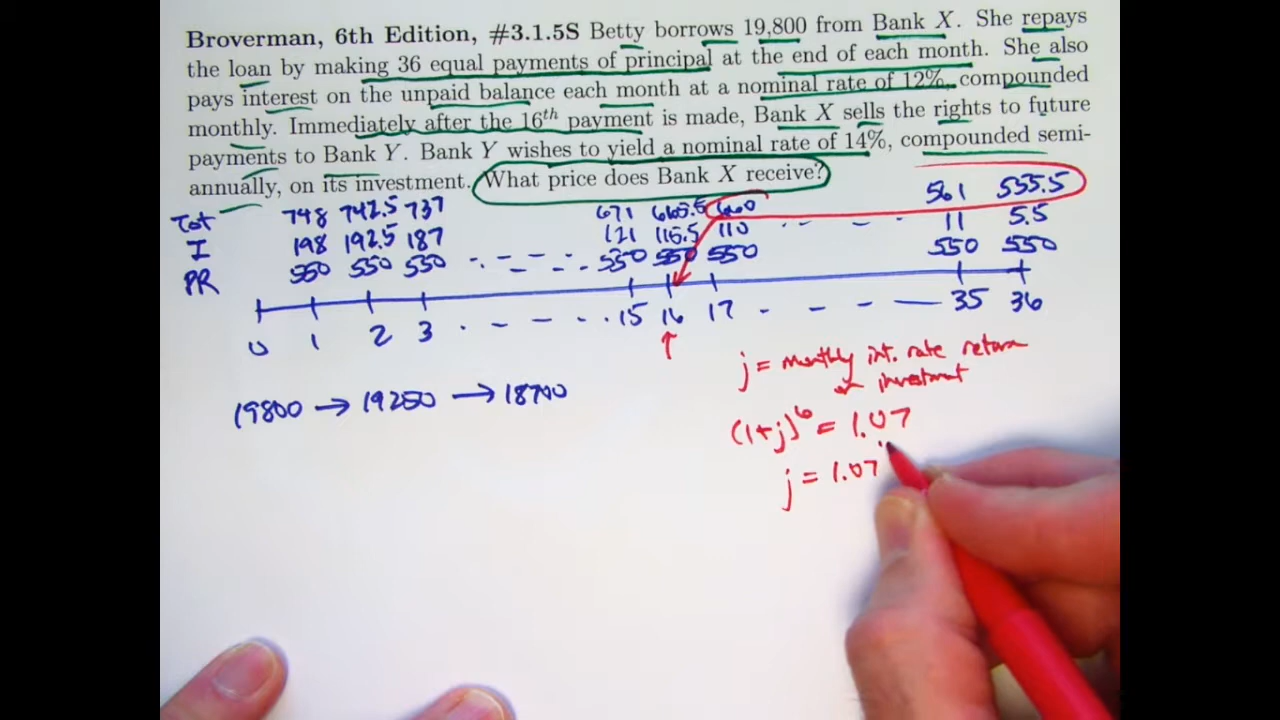 Broverman, 6th Edition, #3.1.5S Betty borrows 19,800 from Bank X. She repays
the loan by making 36 equal payments of principal at the end of each month. She also
pays interest on the unpaid balance each month at a nominal rate of 12%, compounded
monthly. Immediately after the 16th payment is made, Bank X sells the rights to future
payments to Bank Y. Bank Y wishes to yield a nominal rate of 14%, compounded semi-
annually, on its investment. What price does Bank X receive?
Tot 748 742.5 737 671 665.5 660 561 555.5
I 198 192.5 187 121 115.5 110 11 5.5
PR 550 550 550 550 550 550 550 550
0 1 2 3 15 16 17 35 36
j = monthly int. rate return
on investment
19800 → 19250 → 18700
(1+j)^6 = 1.07
j = 1.07